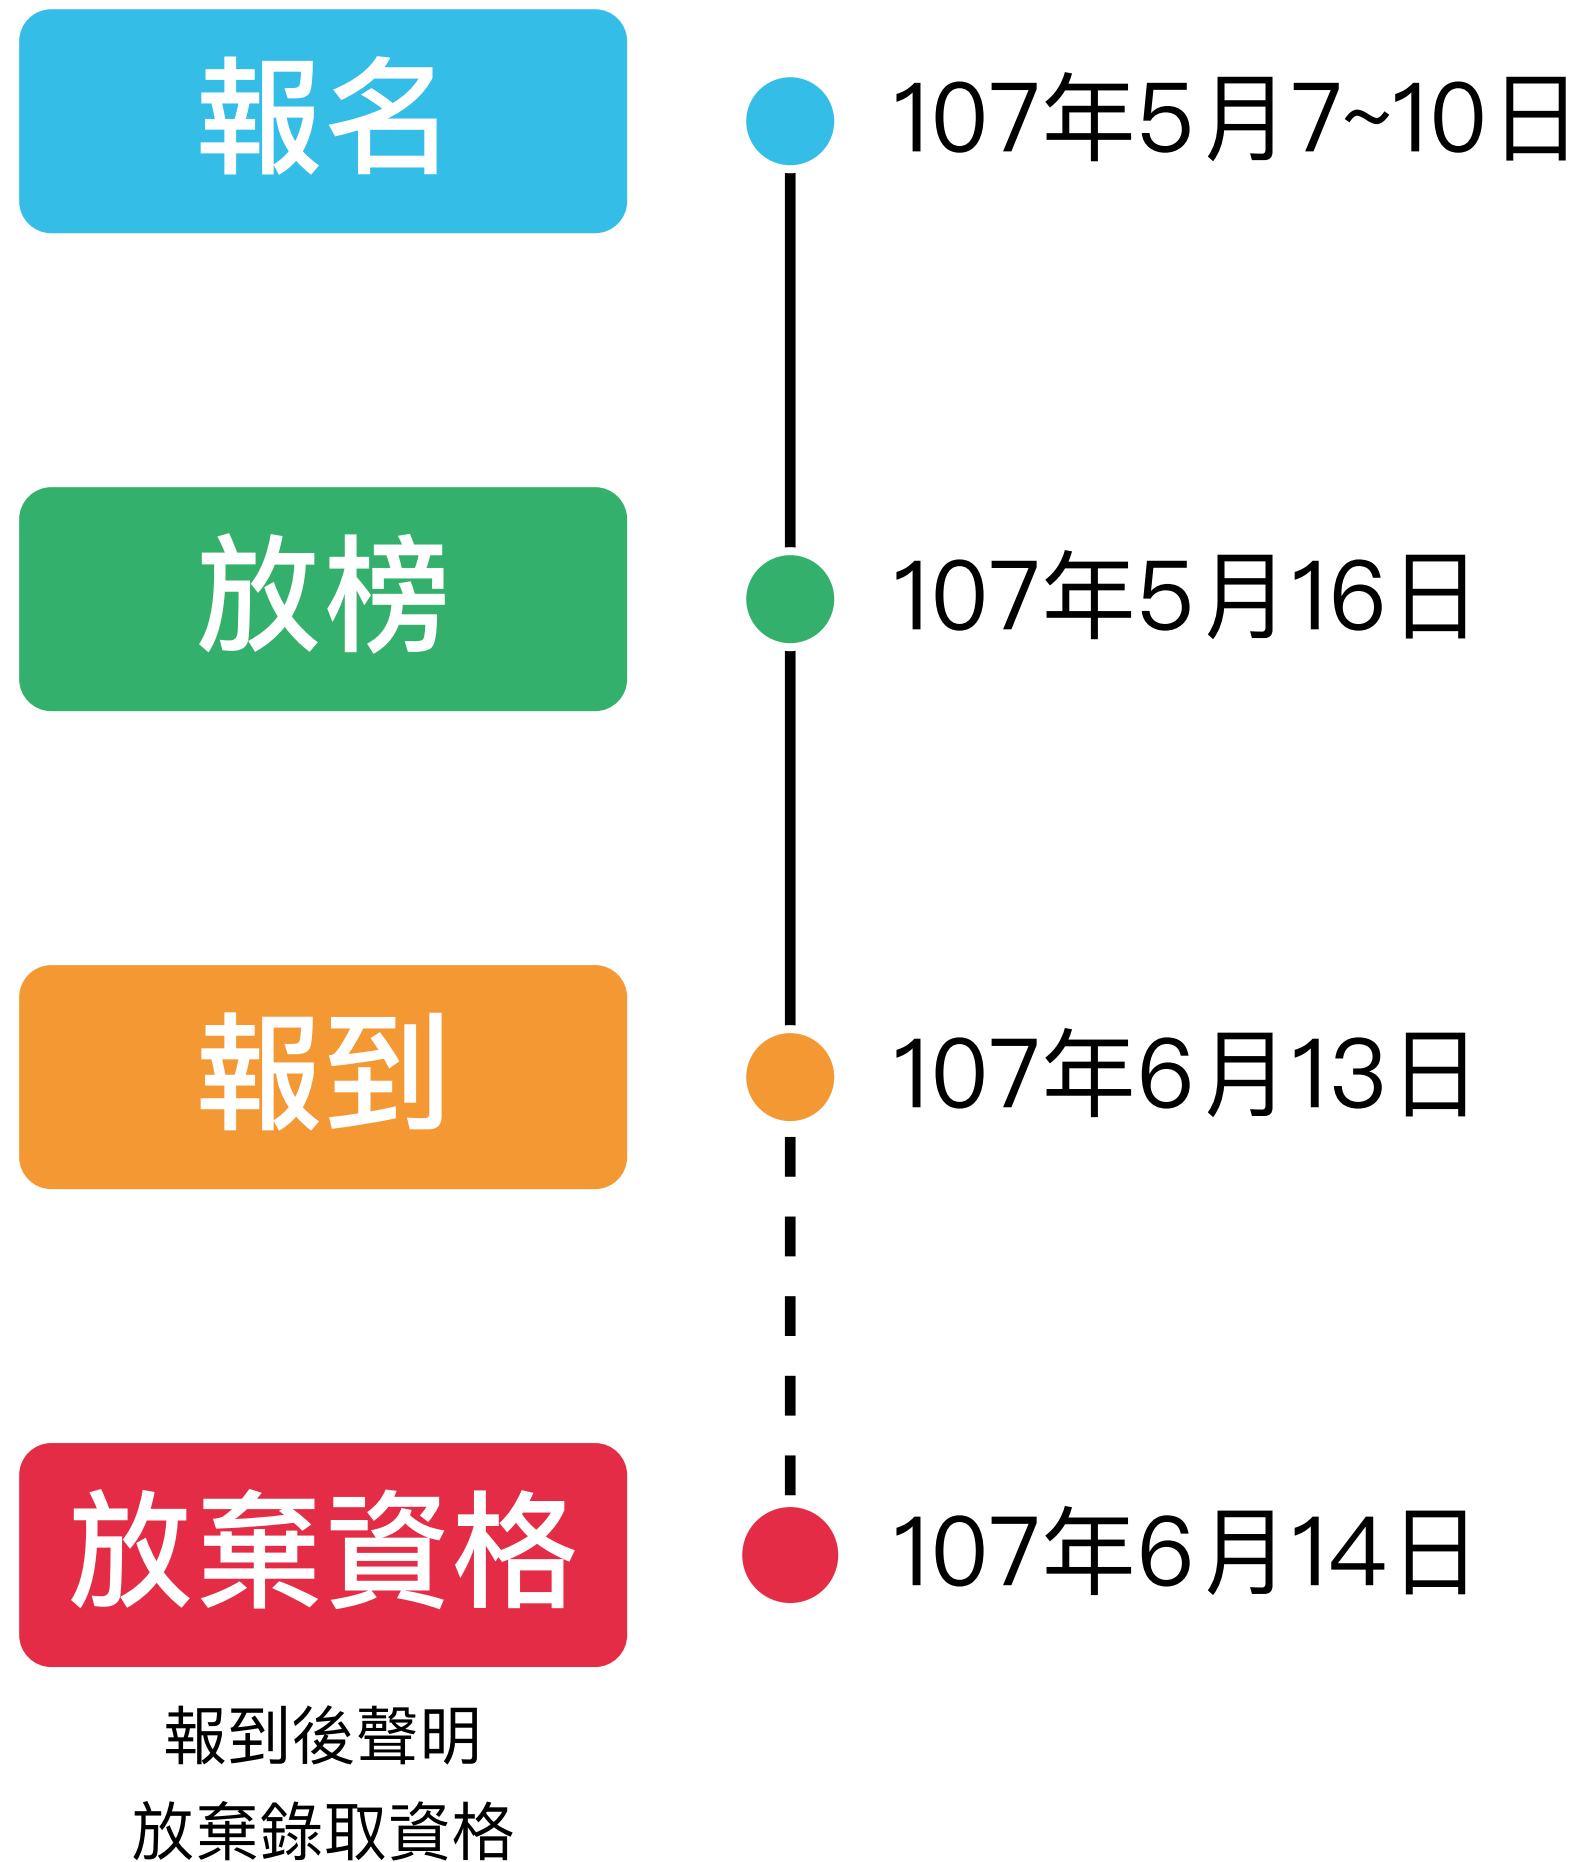 報名
107年5月7~10日
放榜
107年5月16日
報到
107年6月13日
放棄資格
107年6月14日
報到後聲明
放棄錄取資格